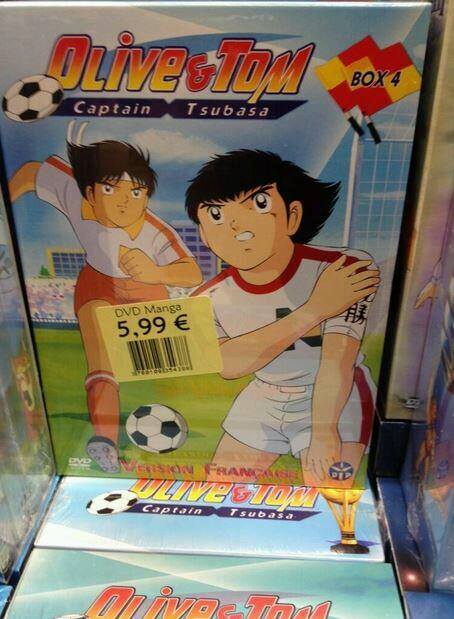 OLIVE & TOM
Captain Tsubasa
BOX 4
DVD Manga
5,99 €
勝
N
DVD
VERSION FRANÇAISE
OLIVE & TOM
Captain Tsubasa
OLIVE & TOM